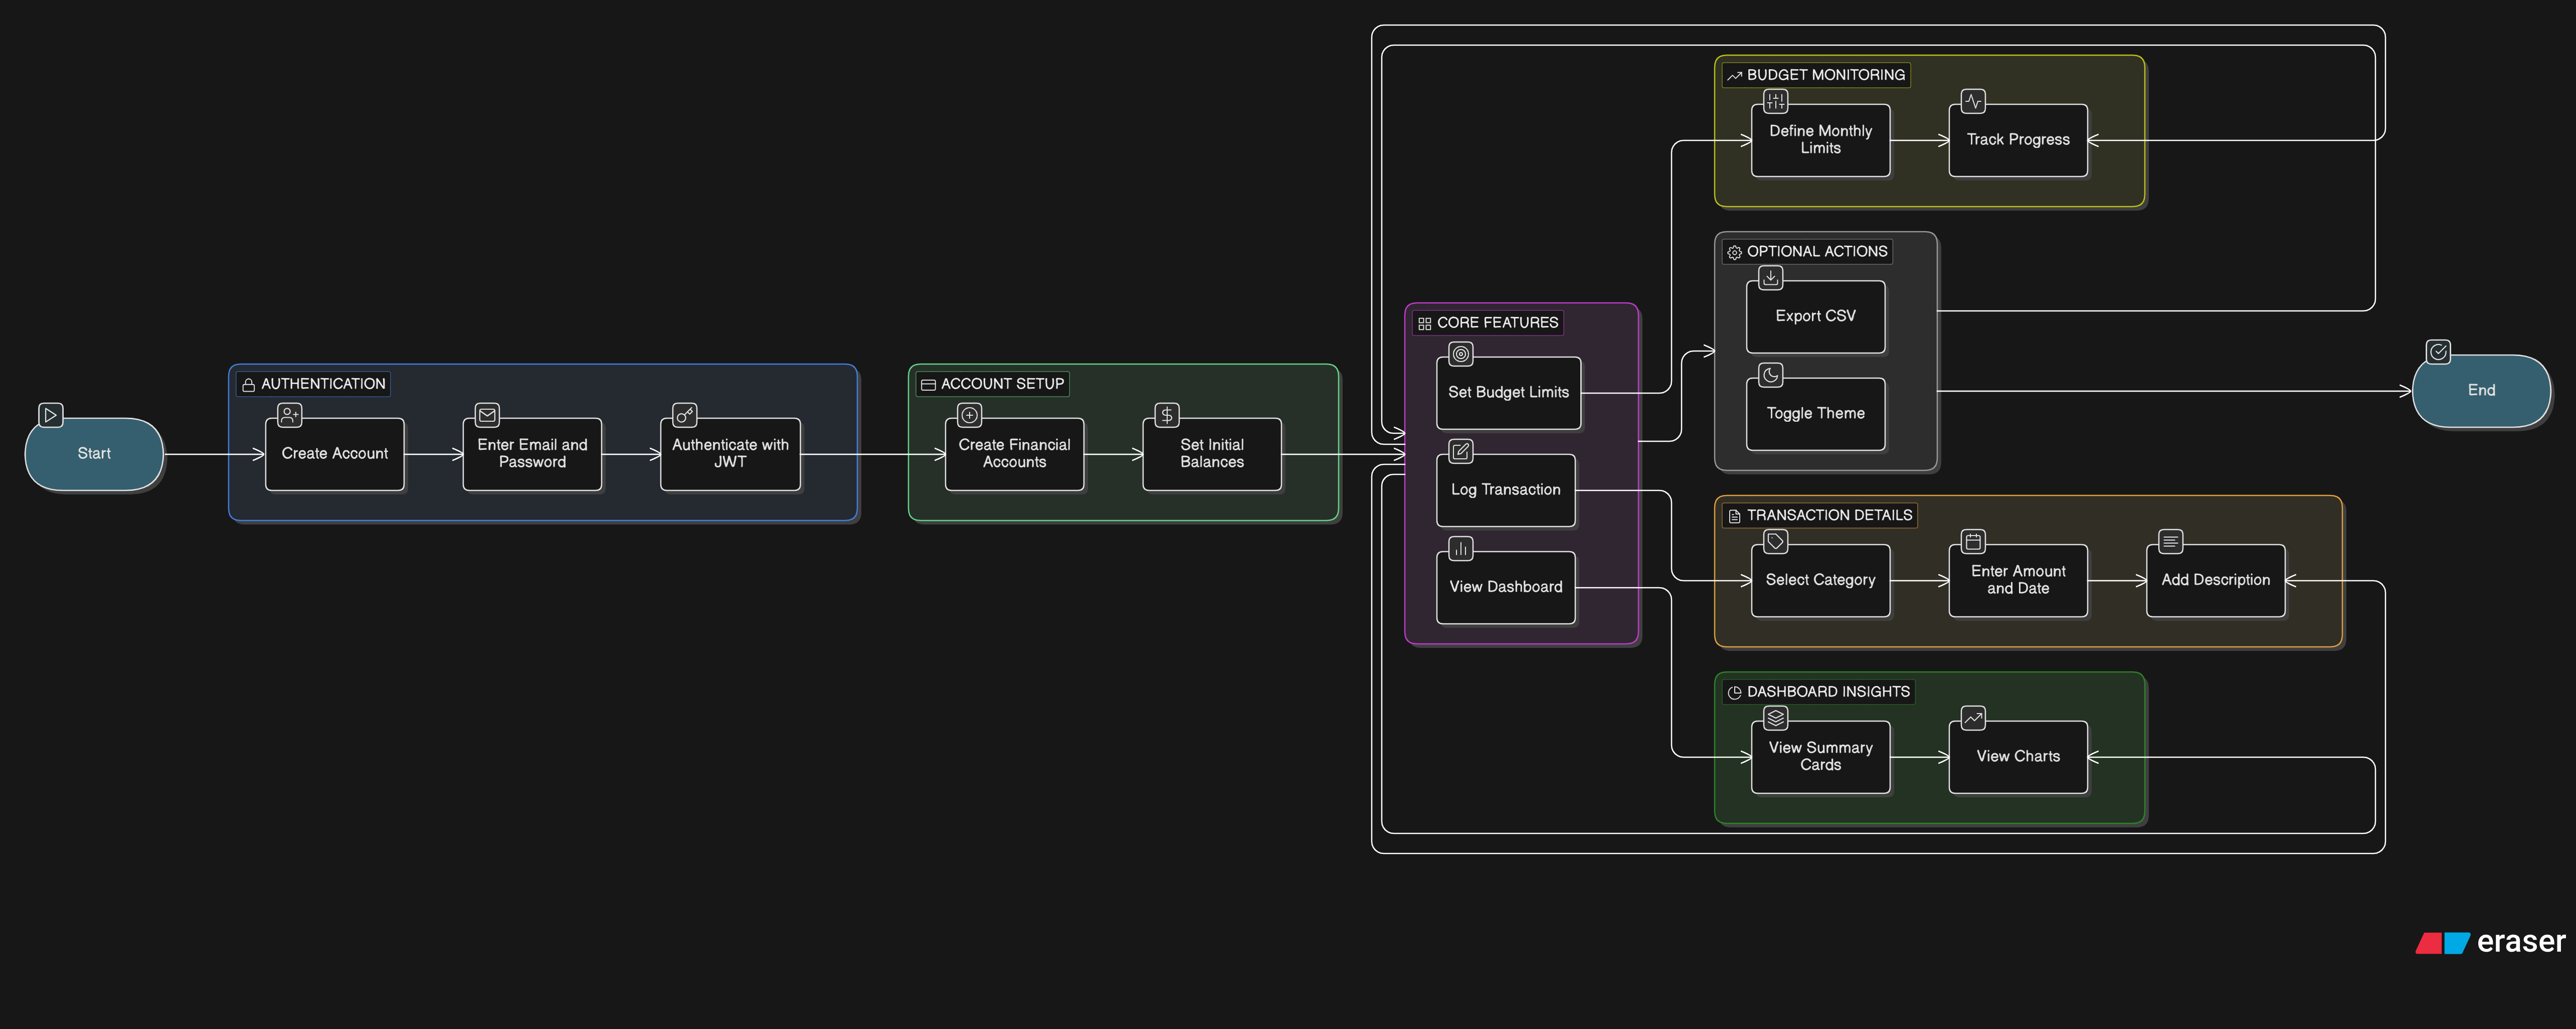 Start
AUTHENTICATION
Create Account
Enter Email and
Password
Authenticate with
JWT
ACCOUNT SETUP
Create Financial
Accounts
Set Initial
Balances
CORE FEATURES
Set Budget Limits
Log Transaction
View Dashboard
BUDGET MONITORING
Define Monthly
Limits
Track Progress
OPTIONAL ACTIONS
Export CSV
Toggle Theme
TRANSACTION DETAILS
Select Category
Enter Amount
and Date
Add Description
DASHBOARD INSIGHTS
View Summary
Cards
View Charts
End
eraser